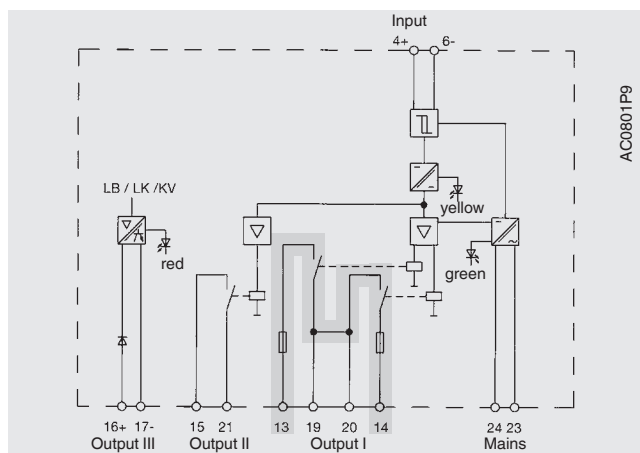 Input
4+ 6-
AC0801P9
LB / LK /KV
yellow
red
green
16+ 17- 15 21 13 19 20 14 24 23
Output III Output II Output I Mains